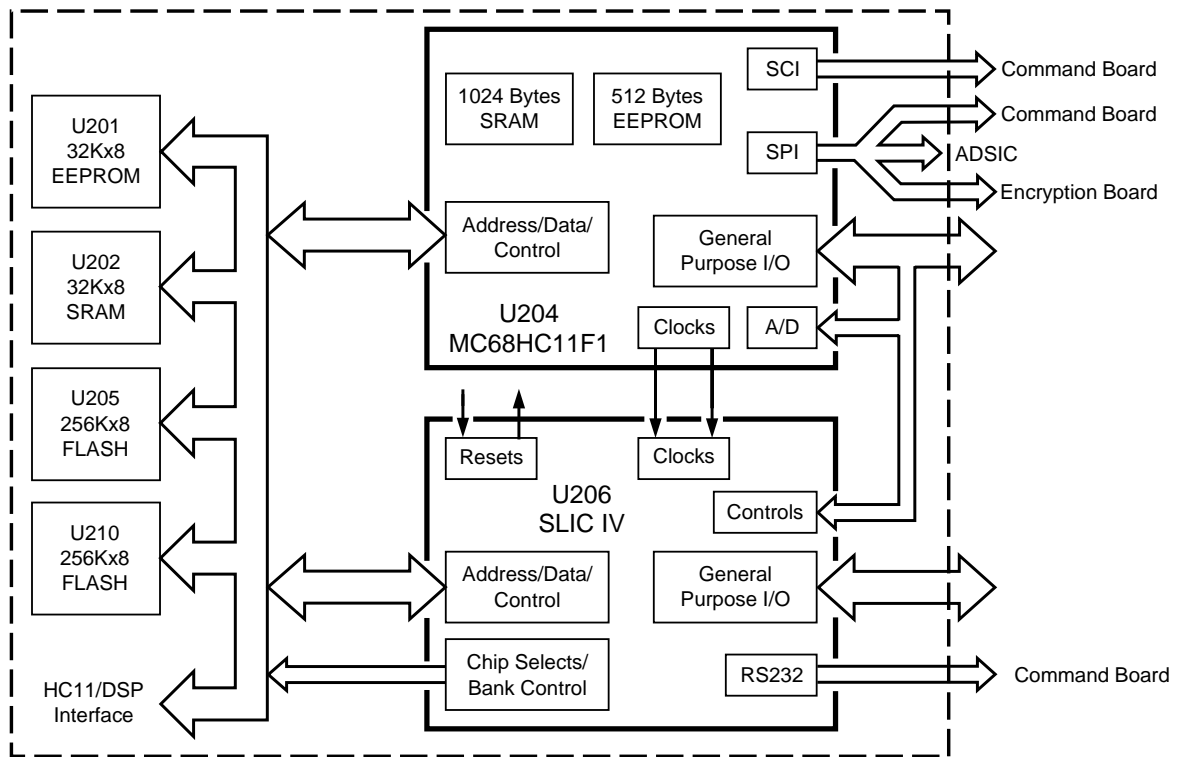 U201
32Kx8
EEPROM
U202
32Kx8
SRAM
U205
256Kx8
FLASH
U210
256Kx8
FLASH
HC11/DSP
Interface
1024 Bytes
SRAM
512 Bytes
EEPROM
SCI
SPI
Address/Data/
Control
General
Purpose I/O
U204
MC68HC11F1
Clocks
A/D
Resets
Clocks
U206
SLIC IV
Controls
Address/Data/
Control
General
Purpose I/O
Chip Selects/
Bank Control
RS232
Command Board
Command Board
ADSIC
Encryption Board
Command Board